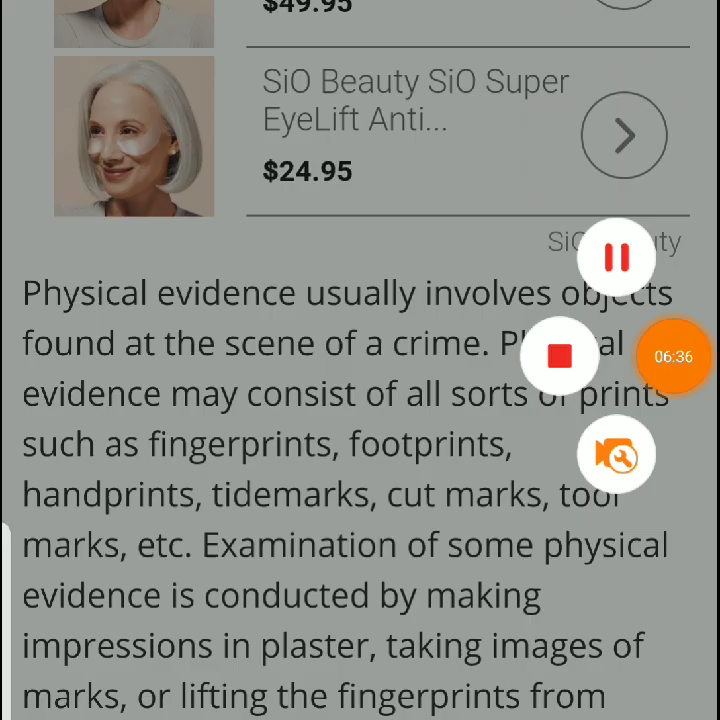 $49.95
SiO Beauty SiO Super
EyeLift Anti...
$24.95
Physical evidence usually involves objects
found at the scene of a crime.
06:36
evidence may consist of all sorts of prints
such as fingerprints, footprints,
handprints, tidemarks, cut marks, tool
marks, etc. Examination of some physical
evidence is conducted by making
impressions in plaster, taking images of
marks, or lifting the fingerprints from